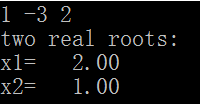 1 -3 2
two real roots:
x1=   2.00
x2=   1.00